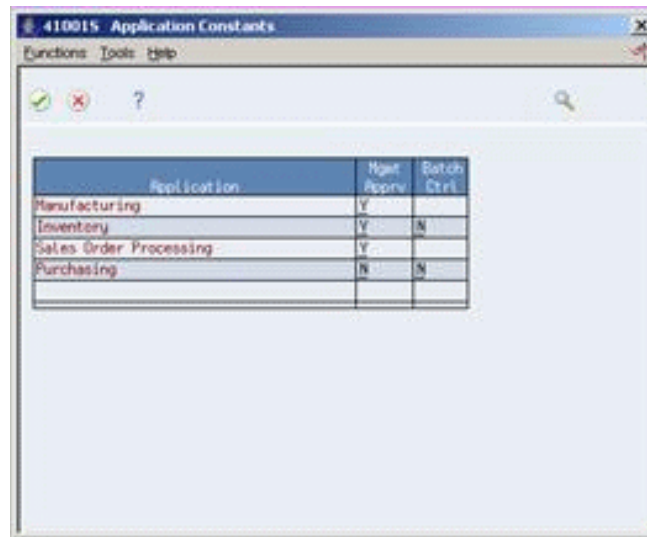 410015 Application Constants
Functions Tools Help
?
Application Mgmt Apprv Batch Ctrl
Manufacturing Y
Inventory Y N
Sales Order Processing Y
Purchasing N N